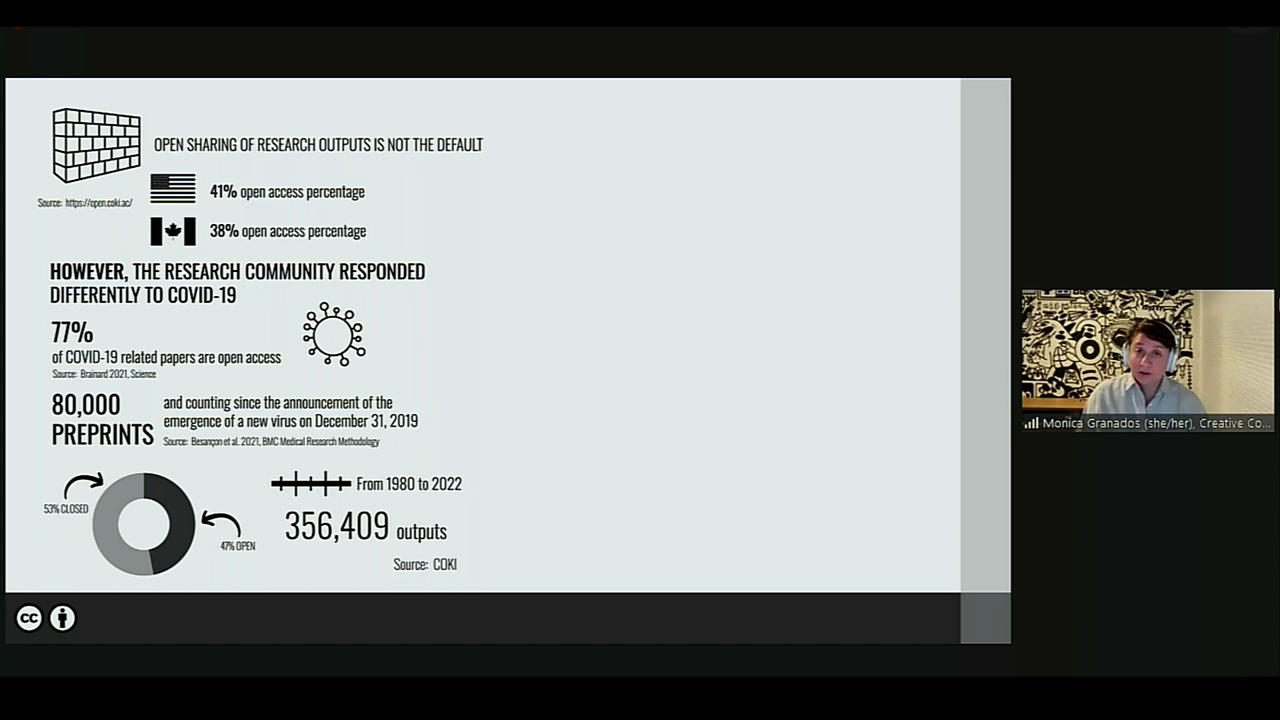 OPEN SHARING OF RESEARCH OUTPUTS IS NOT THE DEFAULT
Source: https://open.coki.ac/
41% open access percentage
38% open access percentage
HOWEVER, THE RESEARCH COMMUNITY RESPONDED
DIFFERENTLY TO COVID-19
77%
of COVID-19 related papers are open access
Source: Brainard 2021, Science
80,000
PREPRINTS
and counting since the announcement of the
emergence of a new virus on December 31, 2019
Source: Besançon et al. 2021, BMC Medical Research Methodology
53% CLOSED
47% OPEN
From 1980 to 2022
356,409 outputs
Source: COKI
cc
Monica Granados (she/her), Creative Co...